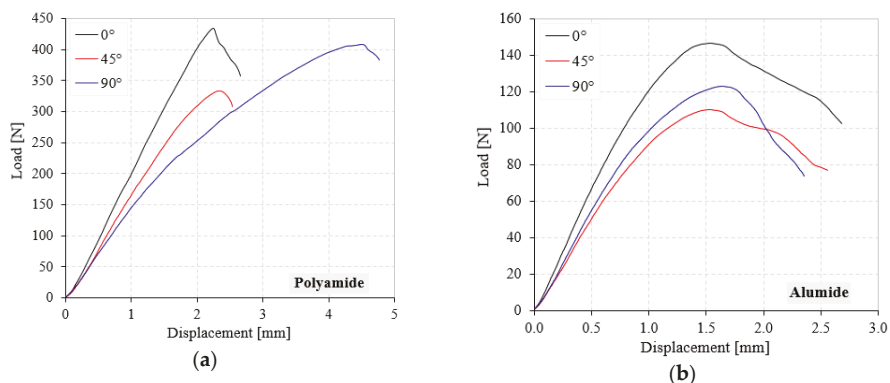 450
400
350
300
250
200
150
100
50
0
Load [N]
0°
45°
90°
Polyamide
0 1 2 3 4 5
Displacement [mm]
(a)
160
140
120
100
80
60
40
20
0
Load [N]
0°
45°
90°
Alumide
0.0 0.5 1.0 1.5 2.0 2.5 3.0
Displacement [mm]
(b)